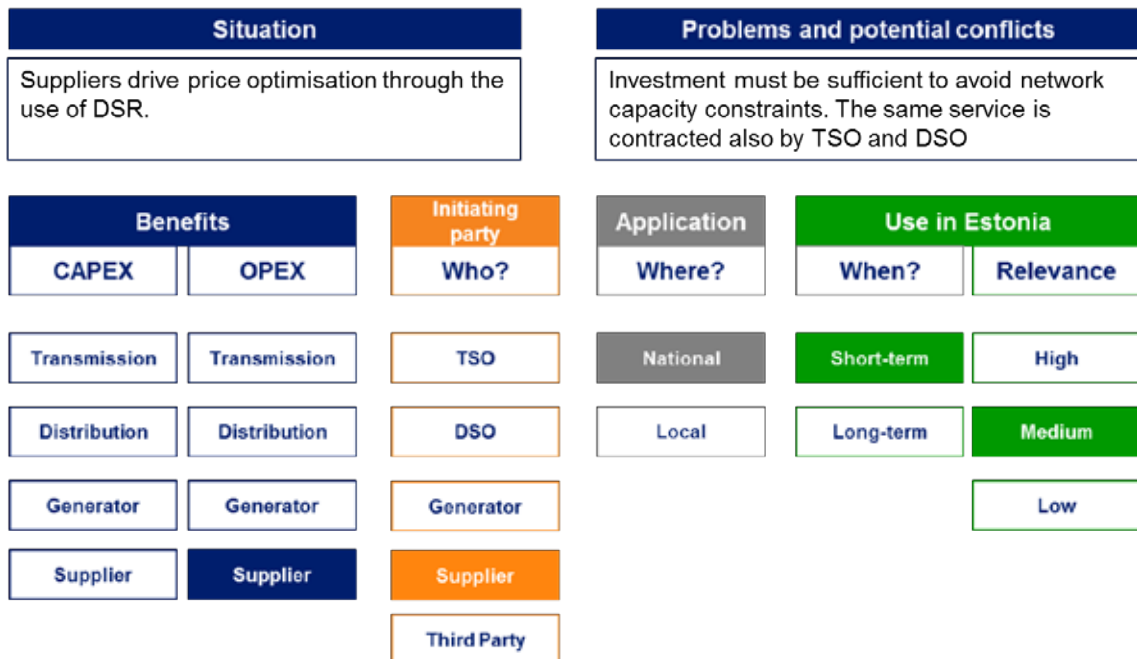 Situation
Problems and potential conflicts
Suppliers drive price optimisation through the
use of DSR.
Investment must be sufficient to avoid network
capacity constraints. The same service is
contracted also by TSO and DSO
Benefits
Initiating
party
Application
Use in Estonia
CAPEX
OPEX
Who?
Where?
When?
Relevance
Transmission
Transmission
TSO
National
Short-term
High
Distribution
Distribution
DSO
Local
Long-term
Medium
Generator
Generator
Generator
Low
Supplier
Supplier
Supplier
Third Party